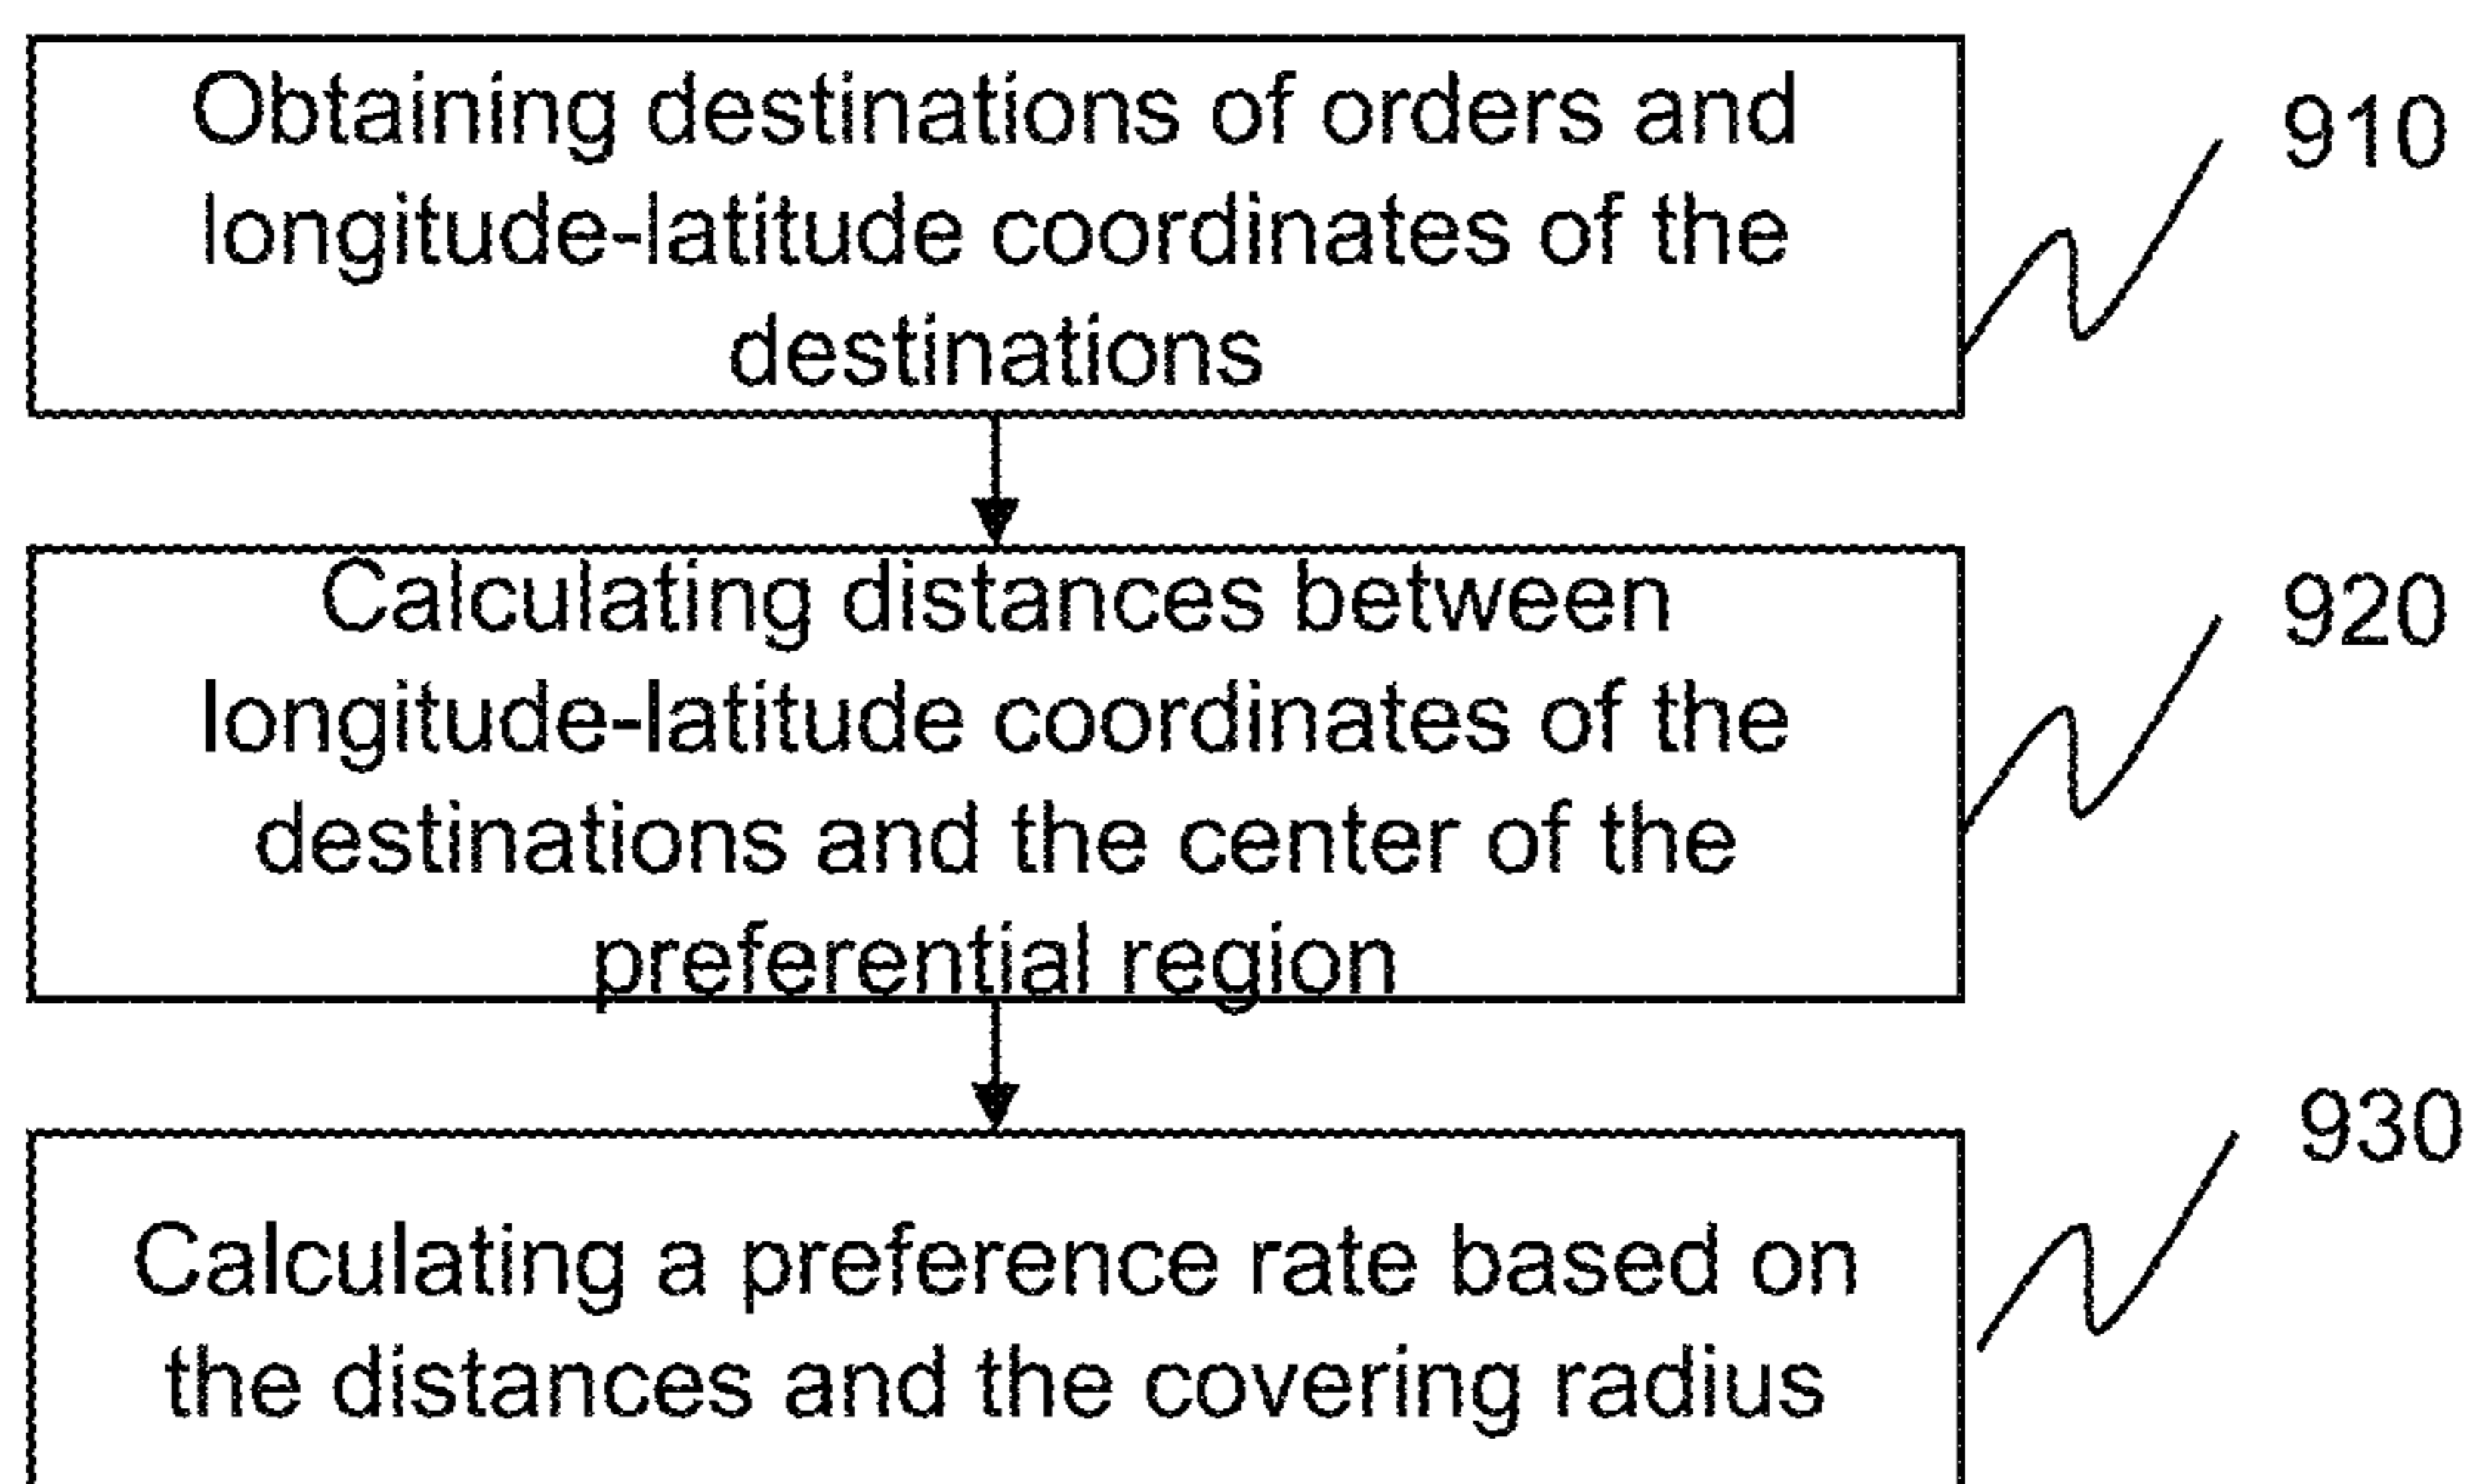 Obtaining destinations of orders and
longitude-latitude coordinates of the
destinations
910
Calculating distances between
longitude-latitude coordinates of the
destinations and the center of the
preferential region
920
Calculating a preference rate based on
the distances and the covering radius
930